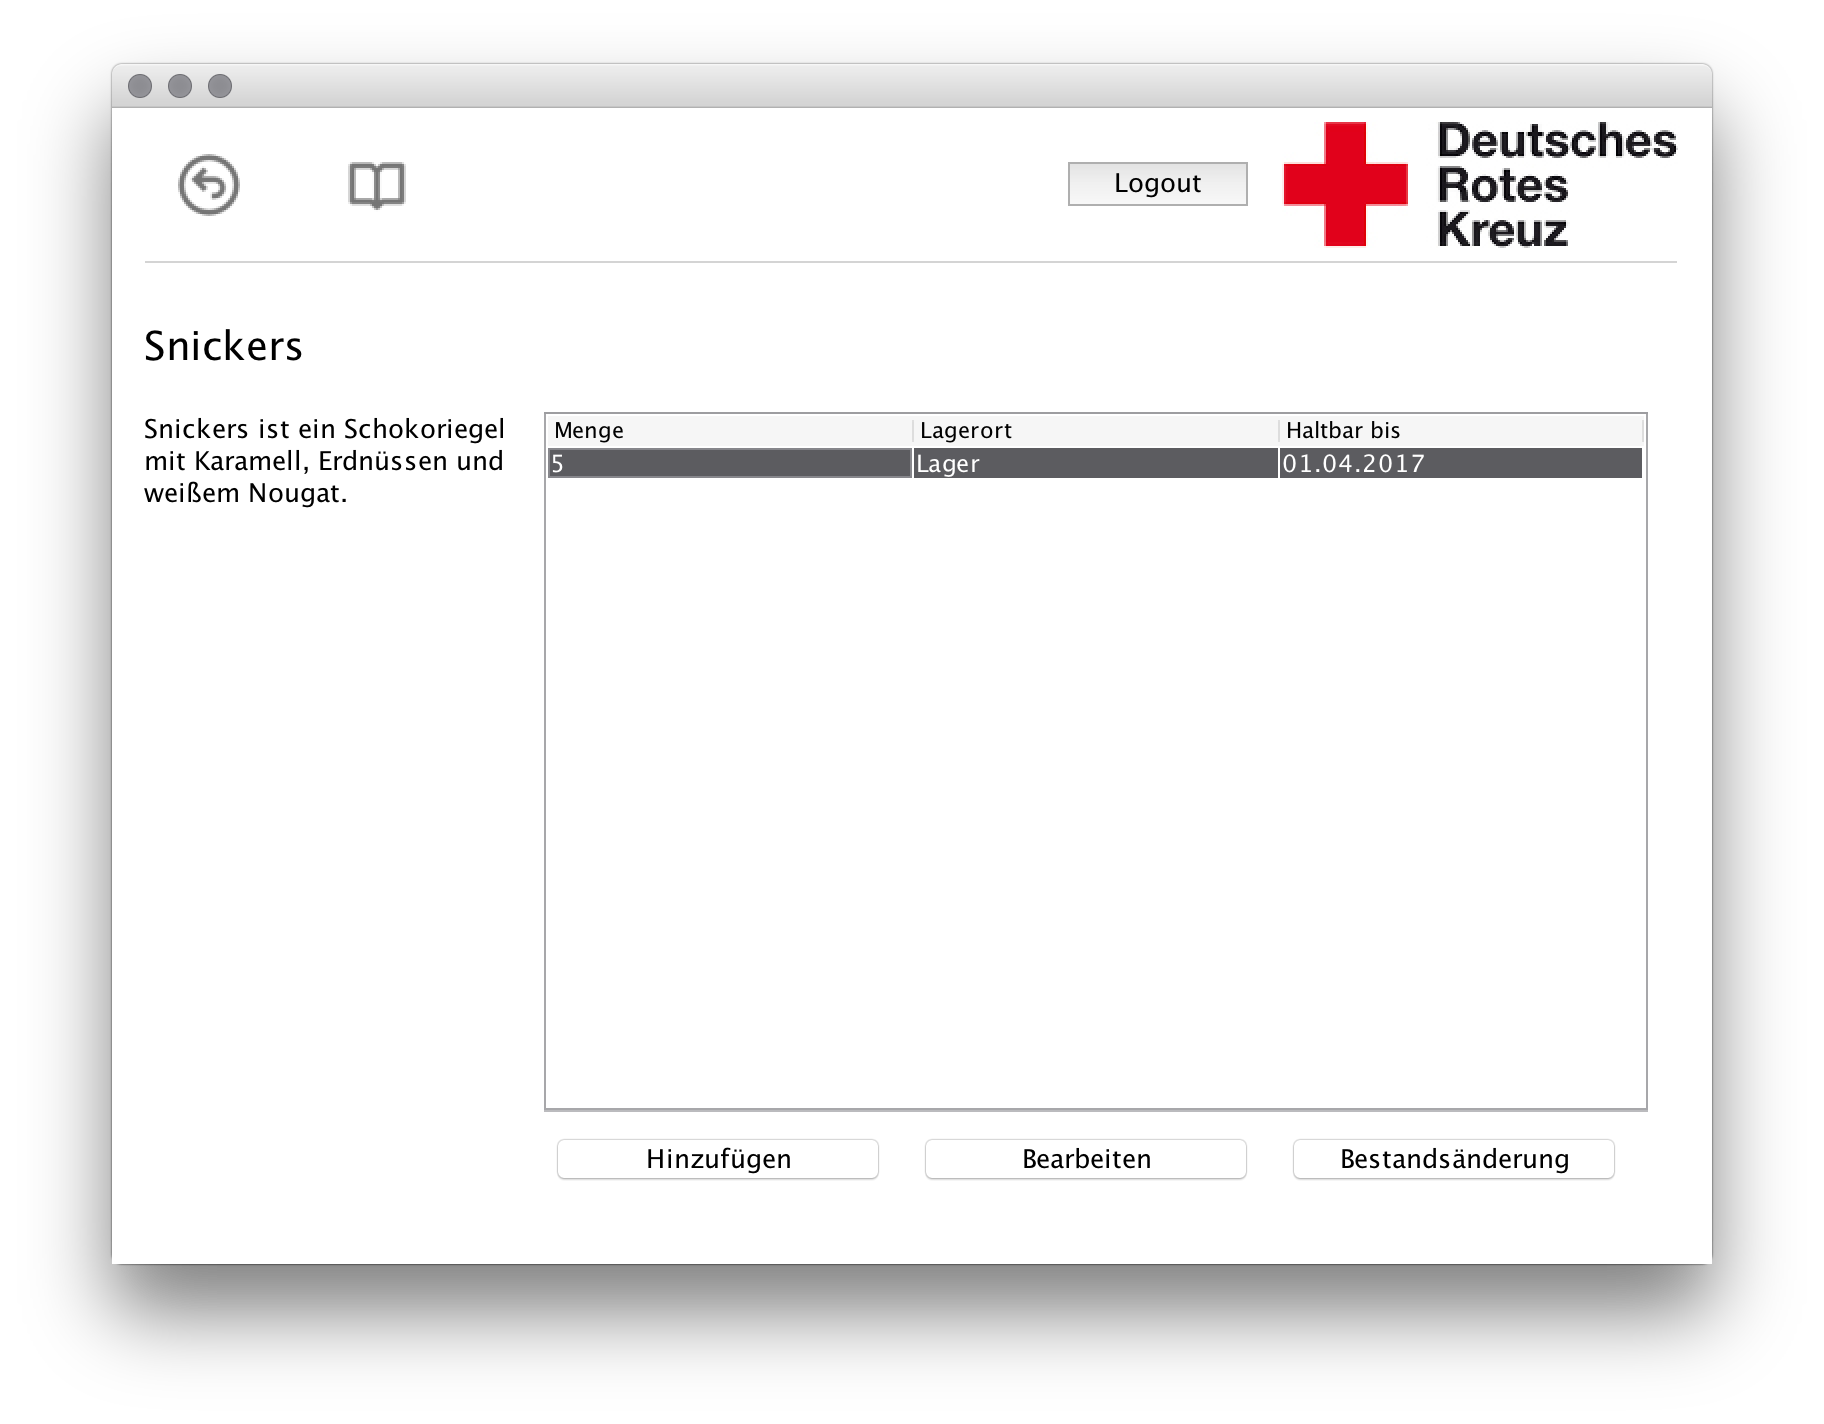 Logout
Deutsches
Rotes
Kreuz
Snickers
Snickers ist ein Schokoriegel
mit Karamell, Erdnüssen und
weißem Nougat.
Menge Lagerort Haltbar bis
5 Lager 01.04.2017
Hinzufügen Bearbeiten Bestandsänderung